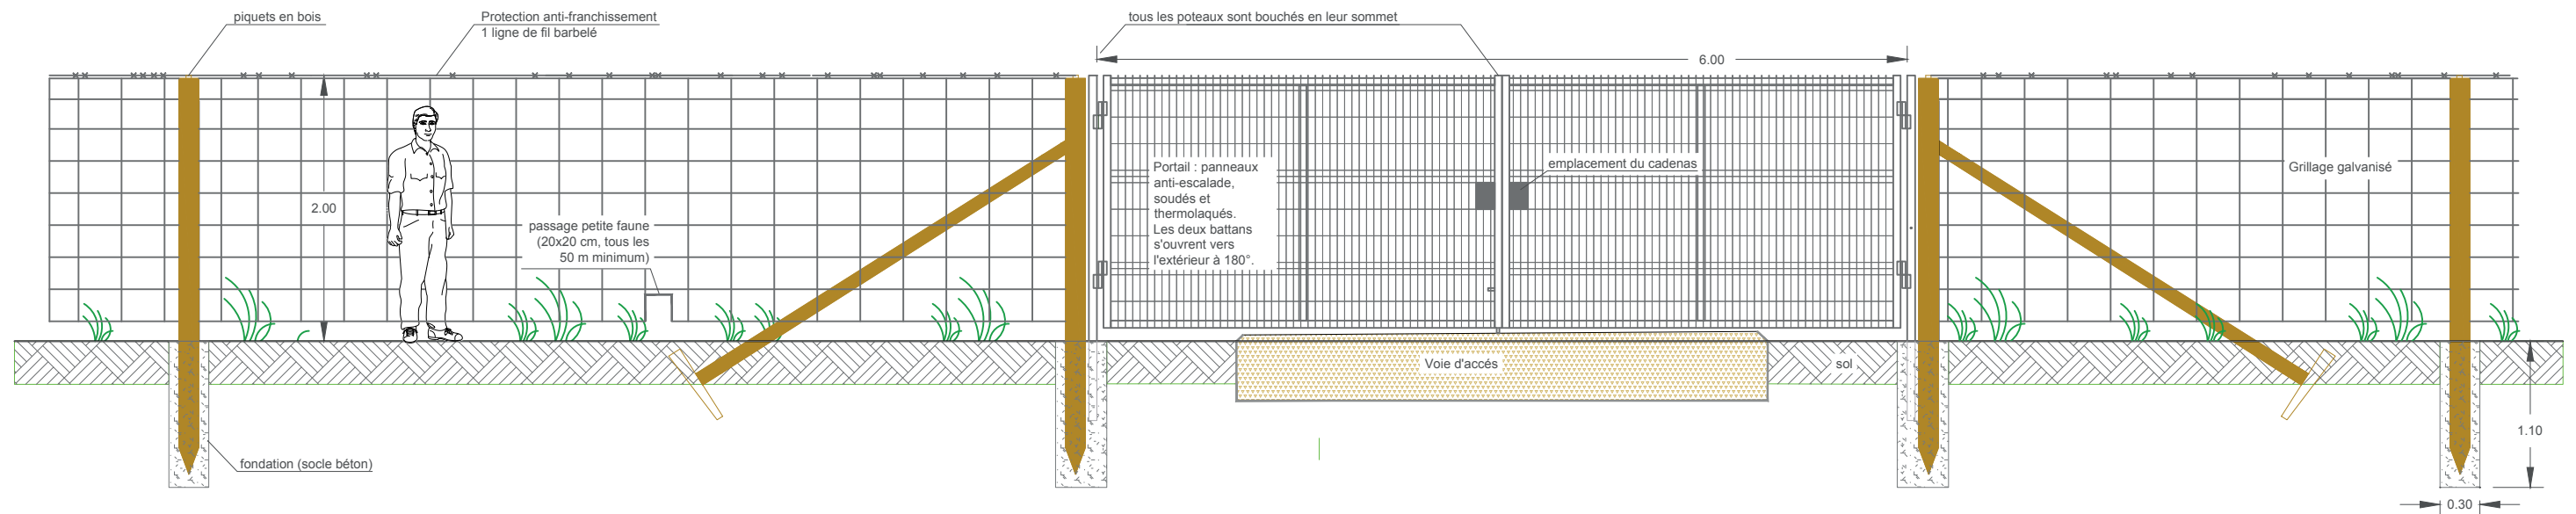 piquets en bois
Protection anti-franchissement
1 ligne de fil barbelé
tous les poteaux sont bouchés en leur sommet
6.00
2.00
passage petite faune
(20x20 cm, tous les
50 m minimum)
Portail : panneaux
anti-escalade,
soudés et
thermolaqués.
Les deux battans
s'ouvrent vers
l'extérieur à 180°.
emplacement du cadenas
Grillage galvanisé
Voie d'accés
sol
fondation (socle béton)
1.10
0.30